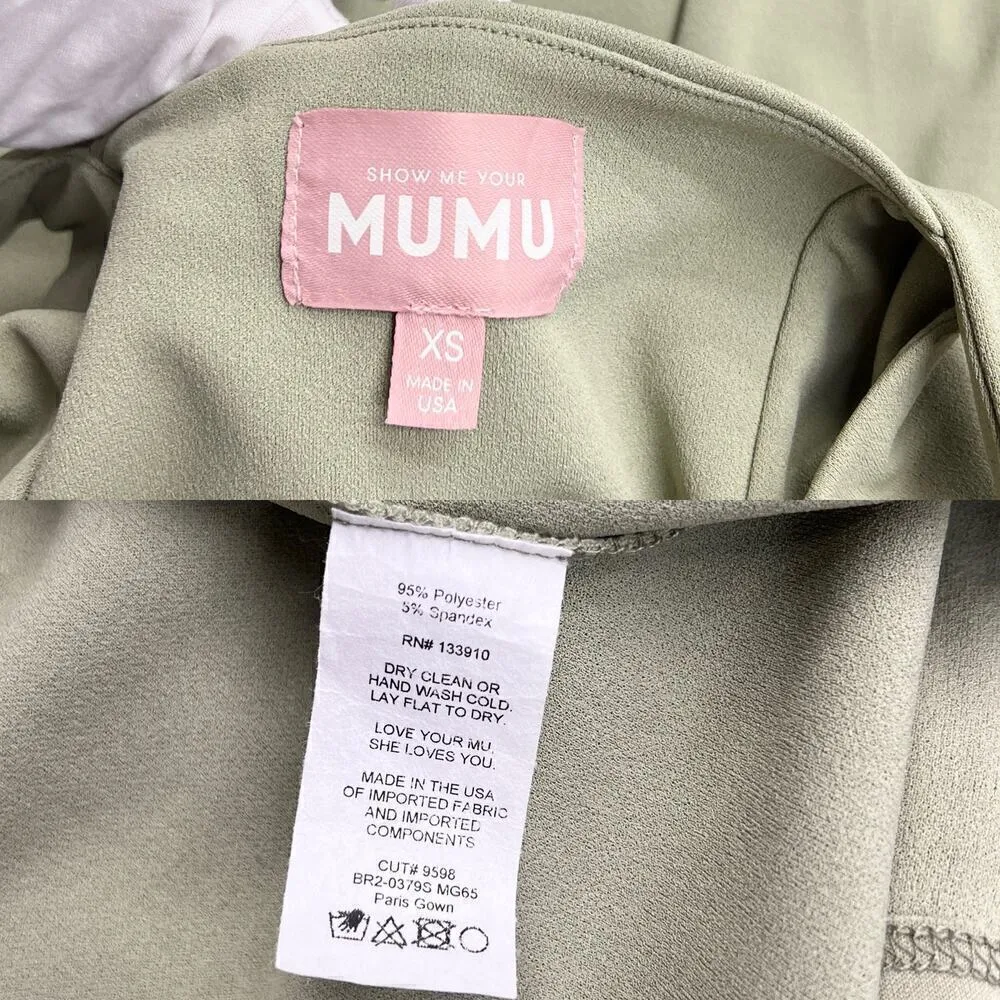 SHOW ME YOUR
MUMU
XS
MADE IN
USA
95% Polyester
5% Spandex
RN# 133910
DRY CLEAN OR
HAND WASH COLD.
LAY FLAT TO DRY.
LOVE YOUR MU,
SHE LOVES YOU.
MADE IN THE USA
OF IMPORTED FABRIC
AND IMPORTED
COMPONENTS
CUT# 9598
BR2-0379S MG65
Paris Gown